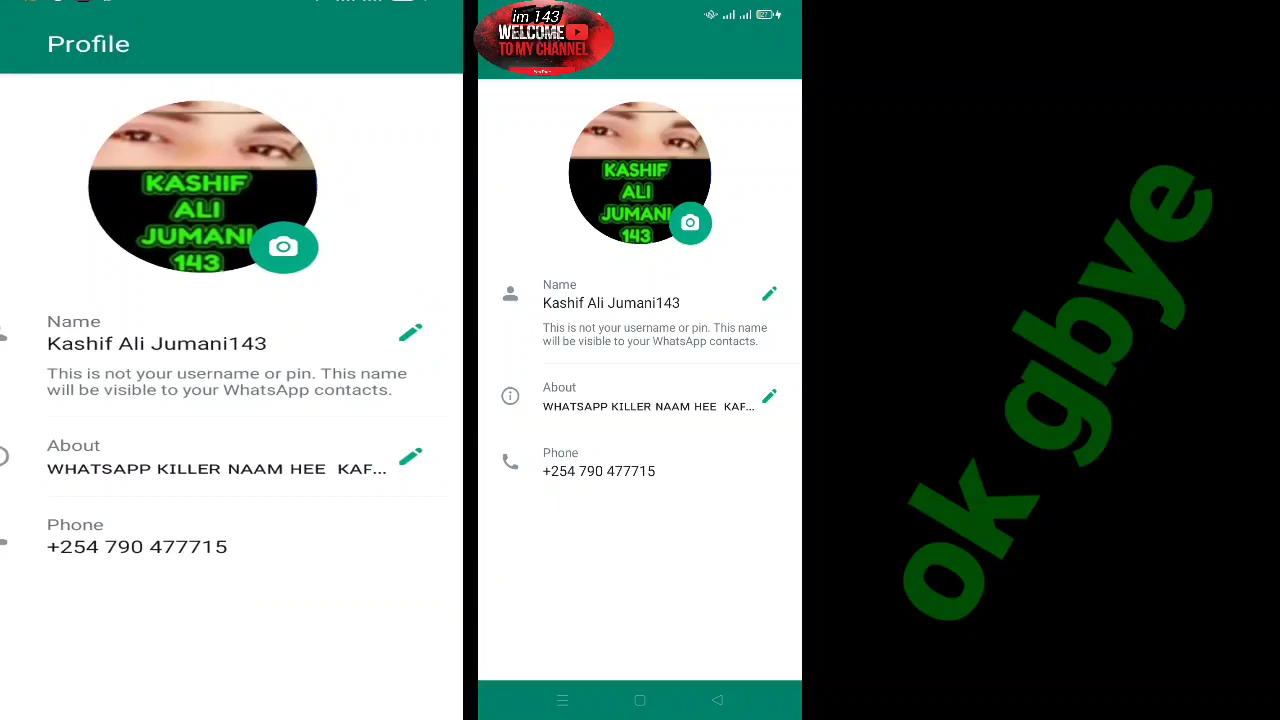 Profile
KASHIF
ALI
JUMANI
143
Name
Kashif Ali Jumani143
This is not your username or pin. This name
will be visible to your WhatsApp contacts.
About
WHATSAPP KILLER NAAM HEE KAF...
Phone
+254 790 477715
im 143
WELCOME
TO MY CHANNEL
27
KASHIF
ALI
JUMANI
143
Name
Kashif Ali Jumani143
This is not your username or pin. This name
will be visible to your WhatsApp contacts.
About
WHATSAPP KILLER NAAM HEE KAF...
Phone
+254 790 477715
ok gbye